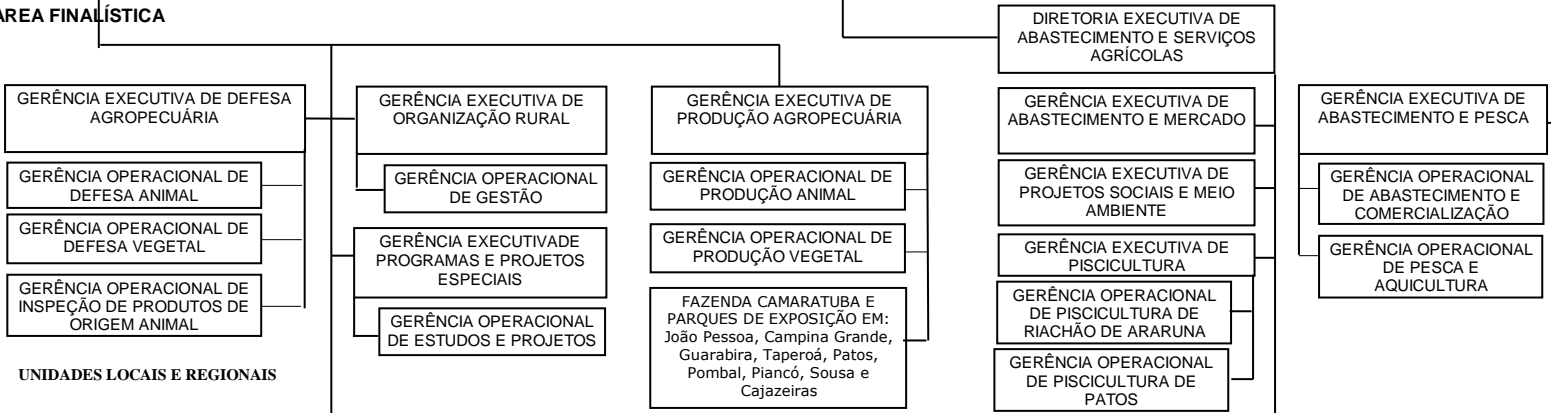 ÁREA FINALÍSTICA
DIRETORIA EXECUTIVA DE
ABASTECIMENTO E SERVIÇOS
AGRÍCOLAS
GERÊNCIA EXECUTIVA DE DEFESA
AGROPECUÁRIA
GERÊNCIA OPERACIONAL DE
DEFESA ANIMAL
GERÊNCIA OPERACIONAL DE
DEFESA VEGETAL
GERÊNCIA OPERACIONAL DE
INSPEÇÃO DE PRODUTOS DE
ORIGEM ANIMAL
GERÊNCIA EXECUTIVA DE
ORGANIZAÇÃO RURAL
GERÊNCIA OPERACIONAL
DE GESTÃO
GERÊNCIA EXECUTIVADE
PROGRAMAS E PROJETOS
ESPECIAIS
GERÊNCIA OPERACIONAL
DE ESTUDOS E PROJETOS
GERÊNCIA EXECUTIVA DE
PRODUÇÃO AGROPECUÁRIA
GERÊNCIA OPERACIONAL DE
PRODUÇÃO ANIMAL
GERÊNCIA OPERACIONAL DE
PRODUÇÃO VEGETAL
FAZENDA CAMARATUBA E
PARQUES DE EXPOSIÇÃO EM:
João Pessoa, Campina Grande,
Guarabira, Taperoá, Patos,
Pombal, Piancó, Sousa e
Cajazeiras
GERÊNCIA EXECUTIVA DE
ABASTECIMENTO E MERCADO
GERÊNCIA EXECUTIVA DE
PROJETOS SOCIAIS E MEIO
AMBIENTE
GERÊNCIA EXECUTIVA DE
PISCICULTURA
GERÊNCIA OPERACIONAL
DE PISCICULTURA DE
RIACHÃO DE ARARUNA
GERÊNCIA OPERACIONAL
DE PISCICULTURA DE
PATOS
GERÊNCIA EXECUTIVA DE
ABASTECIMENTO E PESCA
GERÊNCIA OPERACIONAL
DE ABASTECIMENTO E
COMERCIALIZAÇÃO
GERÊNCIA OPERACIONAL
DE PESCA E
AQUICULTURA
UNIDADES LOCAIS E REGIONAIS